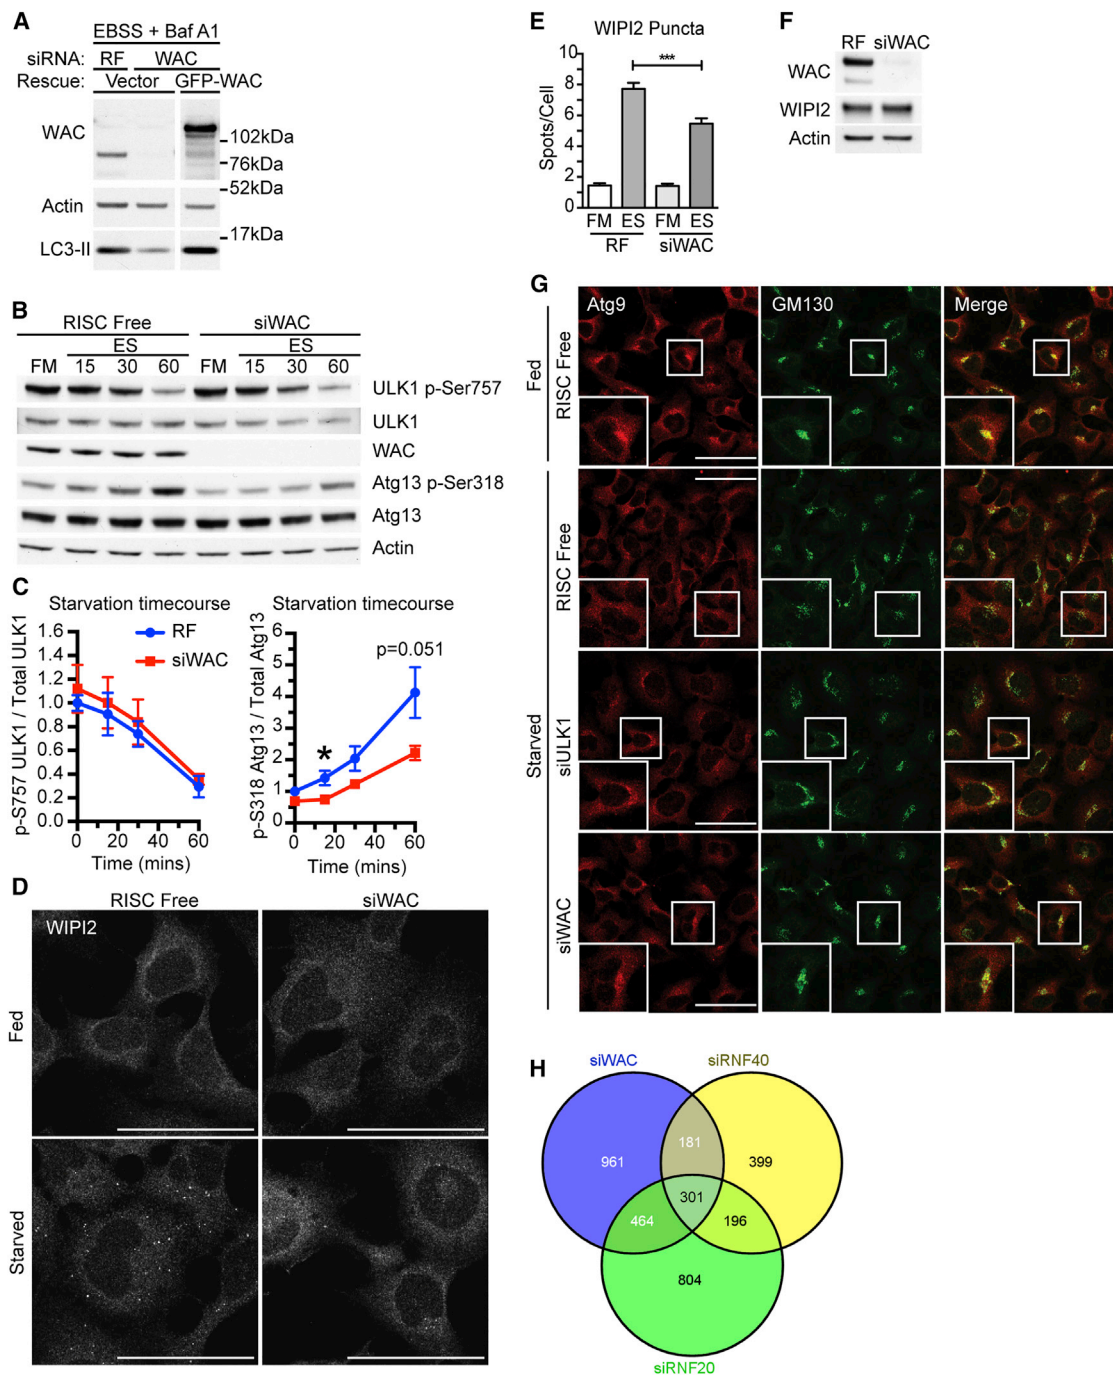 A
EBSS + Baf A1
siRNA: RF WAC
Rescue: Vector GFP-WAC
WAC
102kDa
76kDa
52kDa
Actin
17kDa
LC3-II
B
RISC Free siWAC
ES ES
FM 15 30 60 FM 15 30 60
ULK1 p-Ser757
ULK1
WAC
Atg13 p-Ser318
Atg13
Actin
C
Starvation timecourse
p-S757 ULK1 / Total ULK1
1.6
1.4
1.2
1.0
0.8
0.6
0.4
0.2
0.0
RF
siWAC
0 20 40 60
Time (mins)
Starvation timecourse
p-S318 Atg13 / Total Atg13
6
5
4
3
2
1
0
p=0.051
*
0 20 40 60
Time (mins)
D
RISC Free siWAC
WIPI2
Fed
Starved
E
WIPI2 Puncta
Spots/Cell
10
8
6
4
2
0
***
FM ES FM ES
RF siWAC
F
RF siWAC
WAC
WIPI2
Actin
G
Atg9 GM130 Merge
Fed
RISC Free
Starved
RISC Free
siULK1
siWAC
H
siWAC siRNF40
181
961 399
301
464 196
804
siRNF20